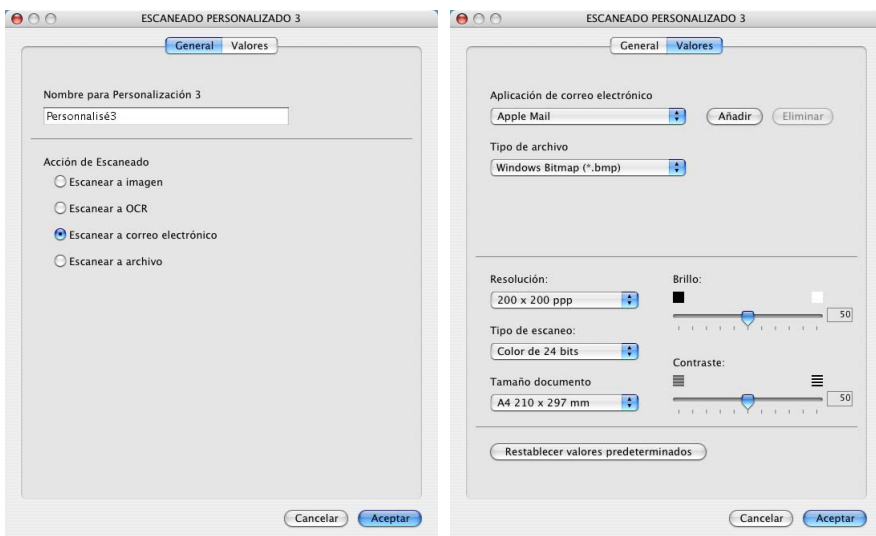 ESCANEADO PERSONALIZADO 3
General Valores
Nombre para Personalización 3
Personnalisé3
Acción de Escaneado
Escanear a imagen
Escanear a OCR
Escanear a correo electrónico
Escanear a archivo
Cancelar Aceptar
ESCANEADO PERSONALIZADO 3
General Valores
Aplicación de correo electrónico
Apple Mail Añadir Eliminar
Tipo de archivo
Windows Bitmap (*.bmp)
Resolución:
200 x 200 ppp
Tipo de escaneo:
Color de 24 bits
Tamaño documento
A4 210 x 297 mm
Brillo:
50
Contraste:
50
Restablecer valores predeterminados
Cancelar Aceptar